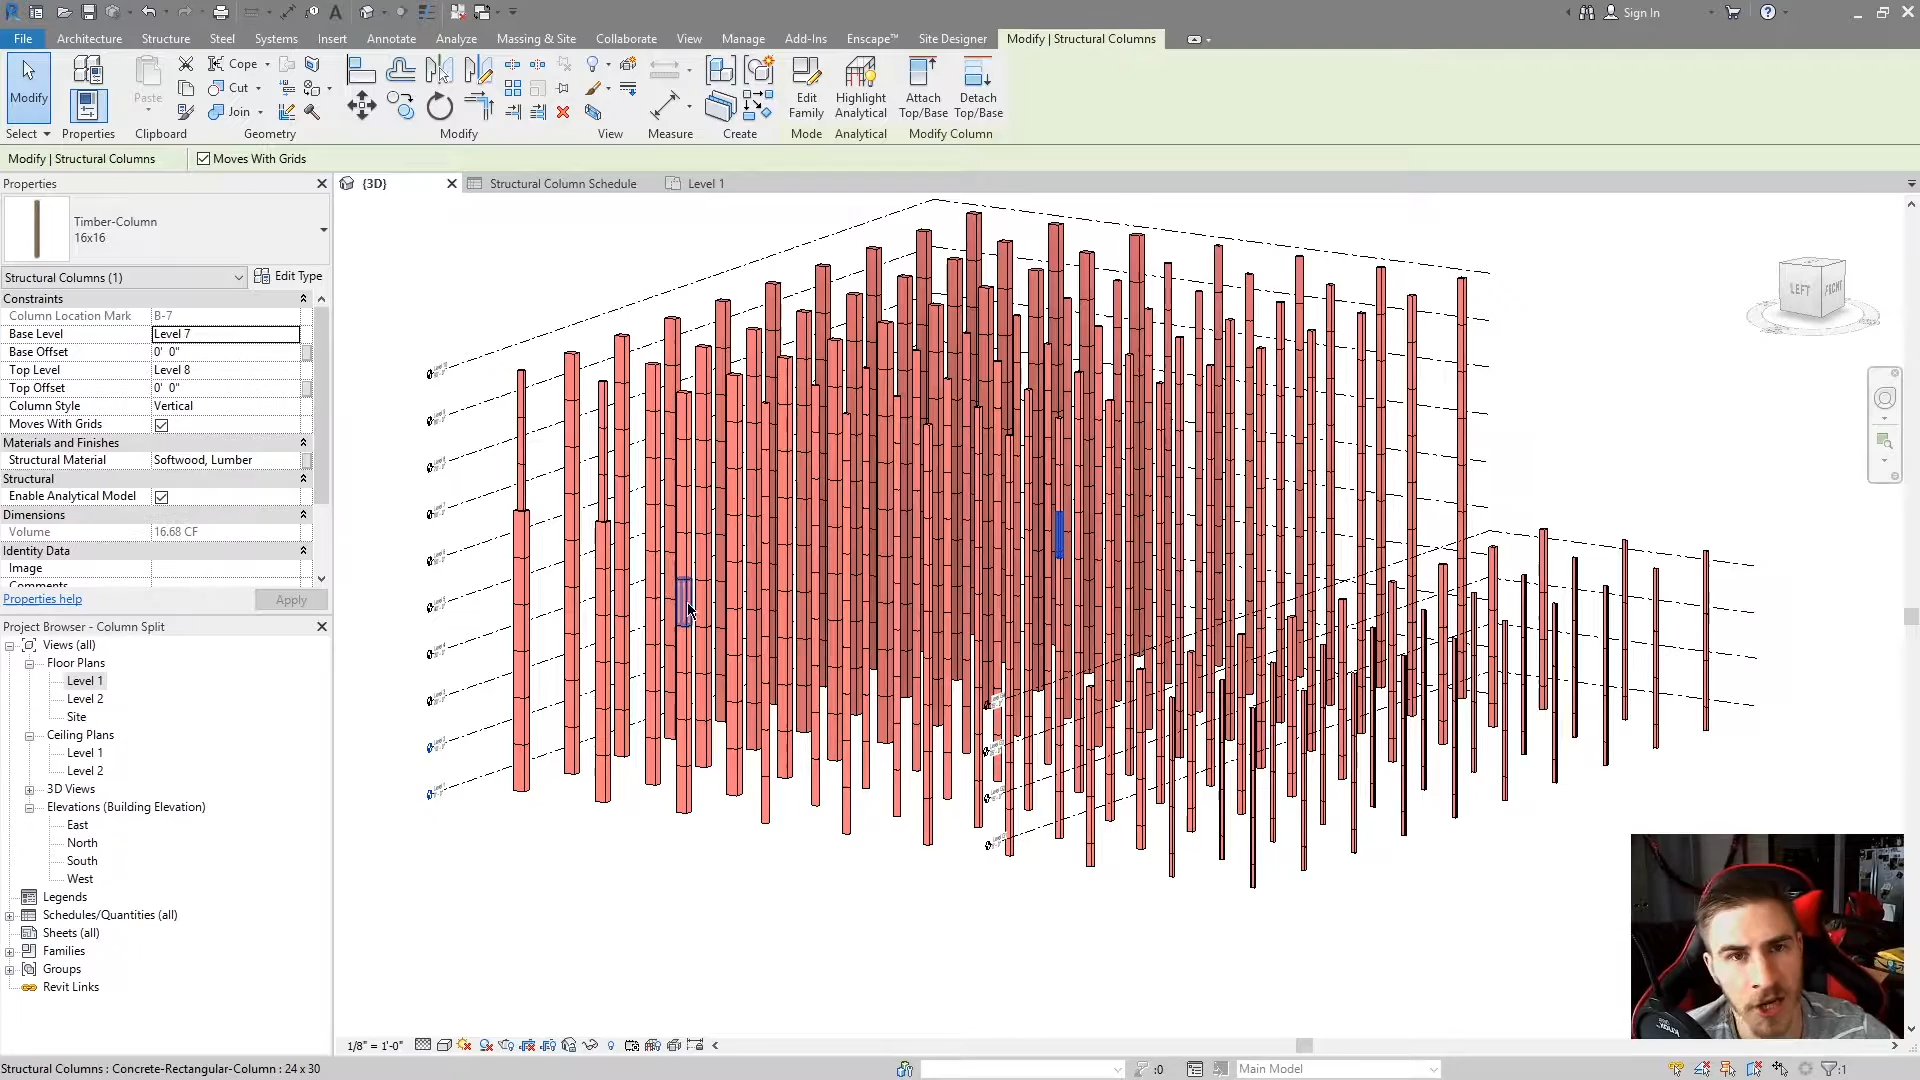 Sign In
File
Architecture
Structure
Steel
Systems
Insert
Annotate
Analyze
Massing & Site
Collaborate
View
Manage
Add-Ins
Enscape™
Site Designer
Modify | Structural Columns
Modify
Paste
Cope
Cut
Join
Edit Family
Highlight Analytical
Attach Top/Base
Detach Top/Base
Select
Properties
Clipboard
Geometry
Modify
View
Measure
Create
Mode
Analytical
Modify Column
Modify | Structural Columns
Moves With Grids
Properties
{3D}
Structural Column Schedule
Level 1
Timber-Column
16x16
Structural Columns (1)
Edit Type
Constraints
Column Location Mark B-7
Base Level Level 7
Base Offset 0' 0"
Top Level Level 8
Top Offset 0' 0"
Column Style Vertical
Moves With Grids
Materials and Finishes
Structural Material Softwood, Lumber
Structural
Enable Analytical Model
Dimensions
Volume 16.68 CF
Identity Data
Image
Comments
Properties help
Apply
LEFT
FRONT
Project Browser - Column Split
Views (all)
Floor Plans
Level 1
Level 2
Site
Ceiling Plans
Level 1
Level 2
3D Views
Elevations (Building Elevation)
East
North
South
West
Legends
Schedules/Quantities (all)
Sheets (all)
Families
Groups
Revit Links
1/8" = 1'-0"
Structural Columns : Concrete-Rectangular-Column : 24 x 30
:0
Main Model
:1